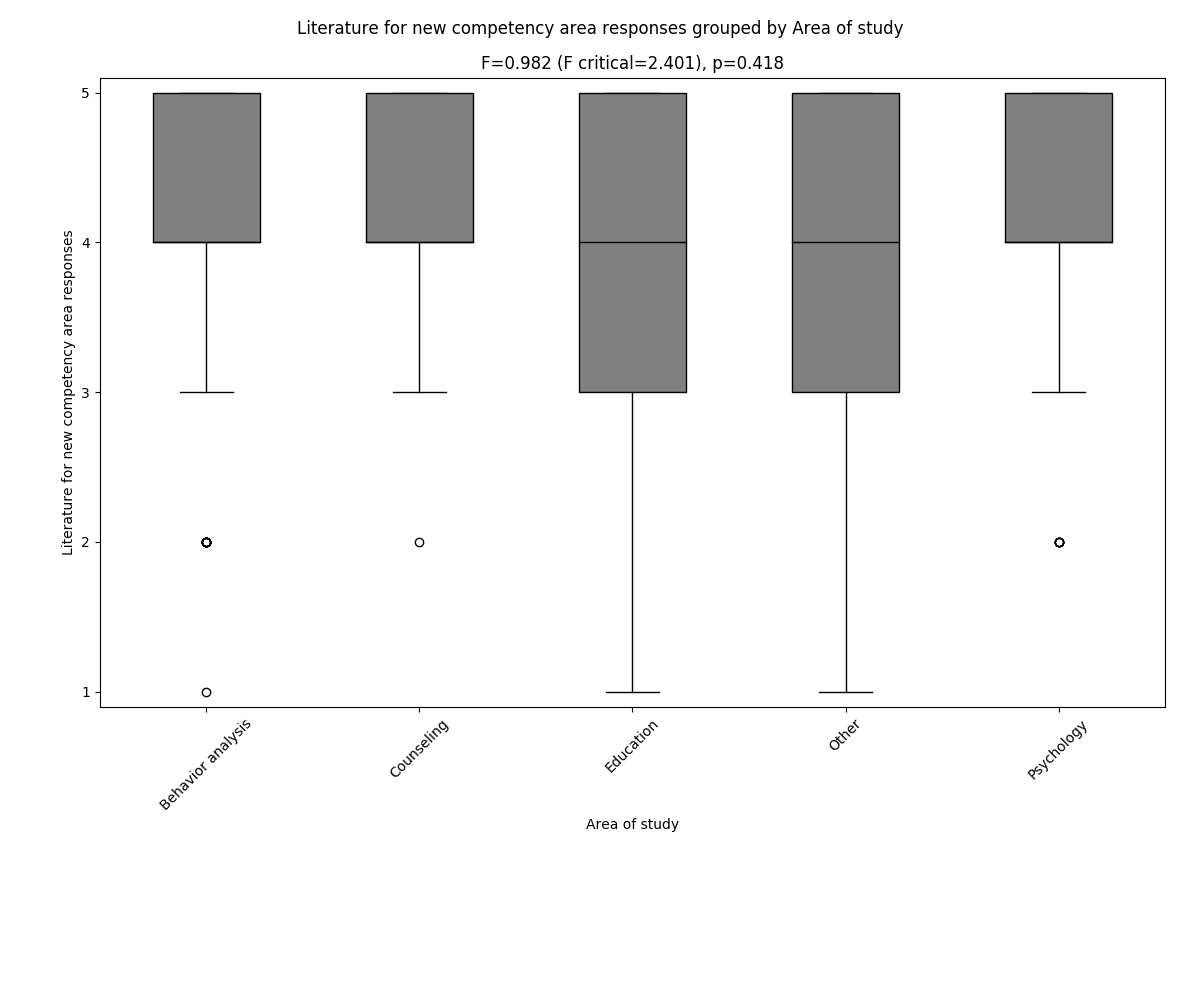 Literature for new competency area responses grouped by Area of study
F=0.982 (F critical=2.401), p=0.418
Literature for new competency area responses
5
4
3
2
1
Behavior analysis
Counseling
Education
Other
Psychology
Area of study